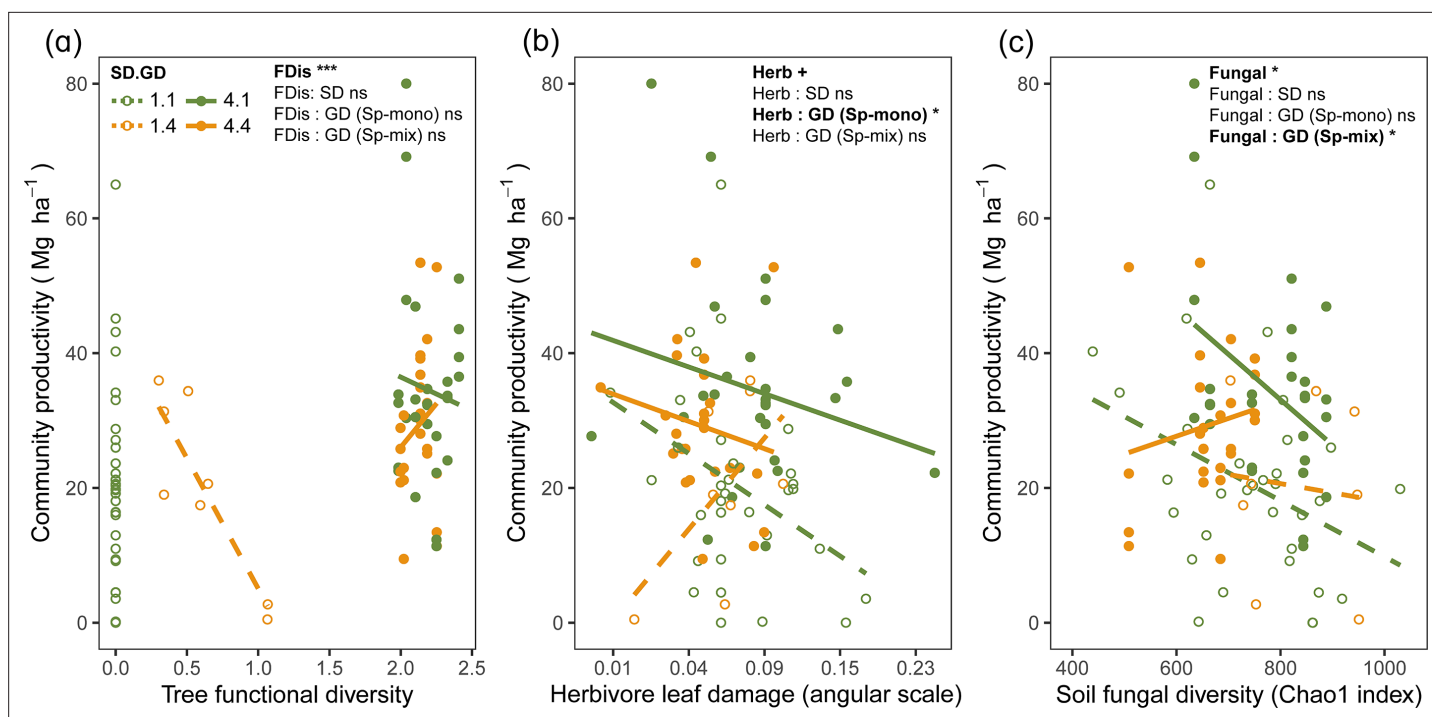 (a)
SD.GD
1.1
4.1
1.4
4.4
FDis ***
FDis: SD ns
FDis : GD (Sp-mono) ns
FDis : GD (Sp-mix) ns
Community productivity ( Mg ha⁻¹ )
80
60
40
20
0
0.0 0.5 1.0 2.0 2.5
Tree functional diversity
(b)
Herb +
Herb : SD ns
Herb : GD (Sp-mono) *
Herb : GD (Sp-mix) ns
Community productivity ( Mg ha⁻¹ )
80
60
40
20
0
0.01 0.04 0.09 0.15 0.23
Herbivore leaf damage (angular scale)
(c)
Fungal *
Fungal : SD ns
Fungal : GD (Sp-mono) ns
Fungal : GD (Sp-mix) *
Community productivity ( Mg ha⁻¹ )
80
60
40
20
0
400 600 800 1000
Soil fungal diversity (Chao1 index)